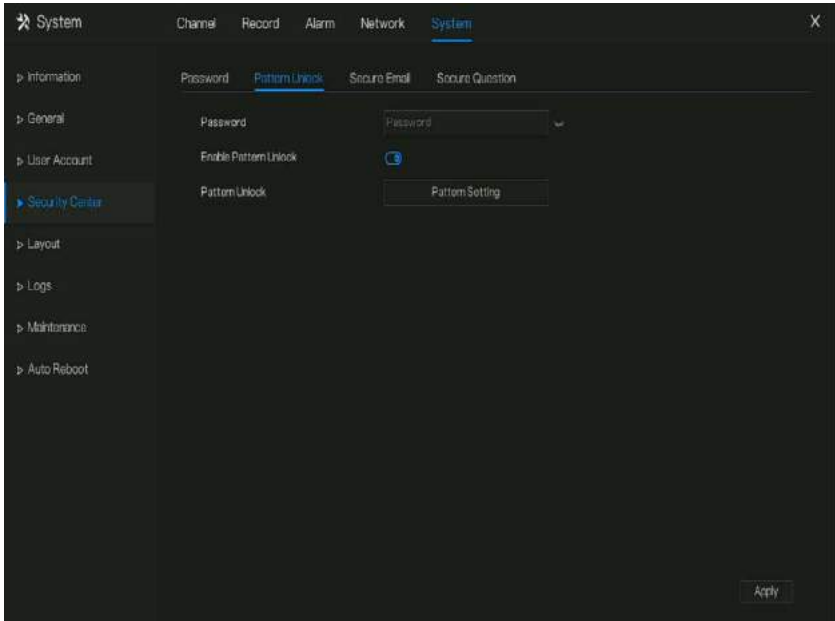 System
Channel Record Alarm Network System X
Information
General
User Account
Security Center
Layout
Logs
Maintenance
Auto Reboot
Password Pattern Unlock Secure Email Secure Question
Password Password
Enable Pattern Unlock
Pattern Unlock Pattern Setting
Apply